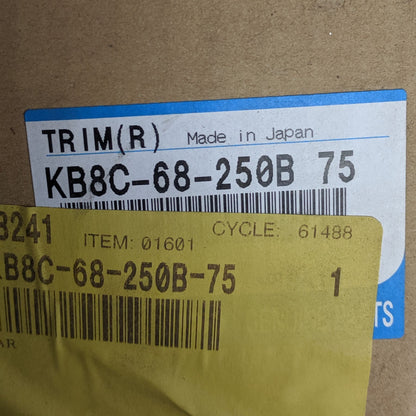 TRIM(R) Made in Japan
KB8C-68-250B 75
8241 ITEM: 01601 CYCLE: 61488
KB8C-68-250B-75 1
TS
AR